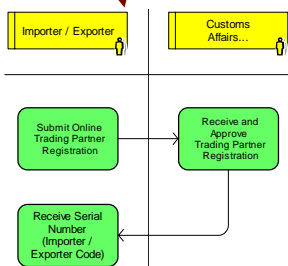 Importer / Exporter
Customs
Affairs...
Submit Online
Trading Partner
Registration
Receive and
Approve
Trading Partner
Registration
Receive Serial
Number
(Importer /
Exporter Code)